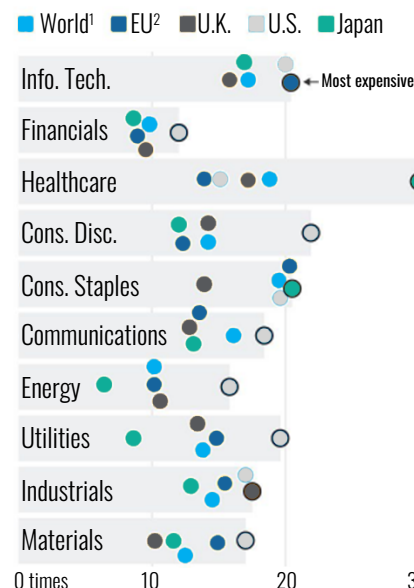 World¹ EU² U.K. U.S. Japan
Info. Tech.
Most expensive
Financials
Healthcare
Cons. Disc.
Cons. Staples
Communications
Energy
Utilities
Industrials
Materials
0 times 10 20 3